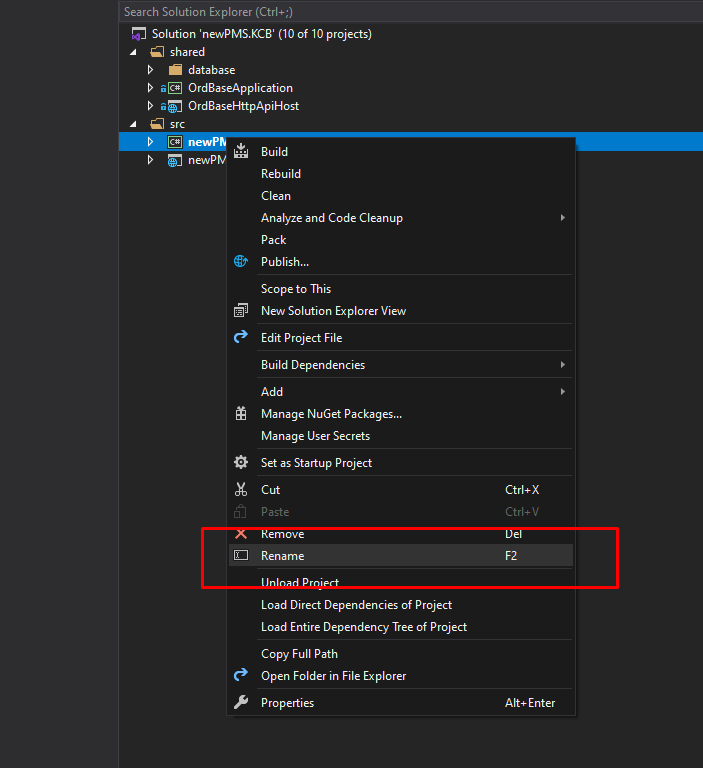 Search Solution Explorer (Ctrl+;)
Solution 'newPMS.KCB' (10 of 10 projects)
shared
database
C# OrdBaseApplication
OrdBaseHttpApiHost
src
C# newPM
newPM
Build
Rebuild
Clean
Analyze and Code Cleanup
Pack
Publish...
Scope to This
New Solution Explorer View
Edit Project File
Build Dependencies
Add
Manage NuGet Packages...
Manage User Secrets
Set as Startup Project
Cut Ctrl+X
Paste Ctrl+V
Remove Del
Rename F2
Unload Project
Load Direct Dependencies of Project
Load Entire Dependency Tree of Project
Copy Full Path
Open Folder in File Explorer
Properties Alt+Enter